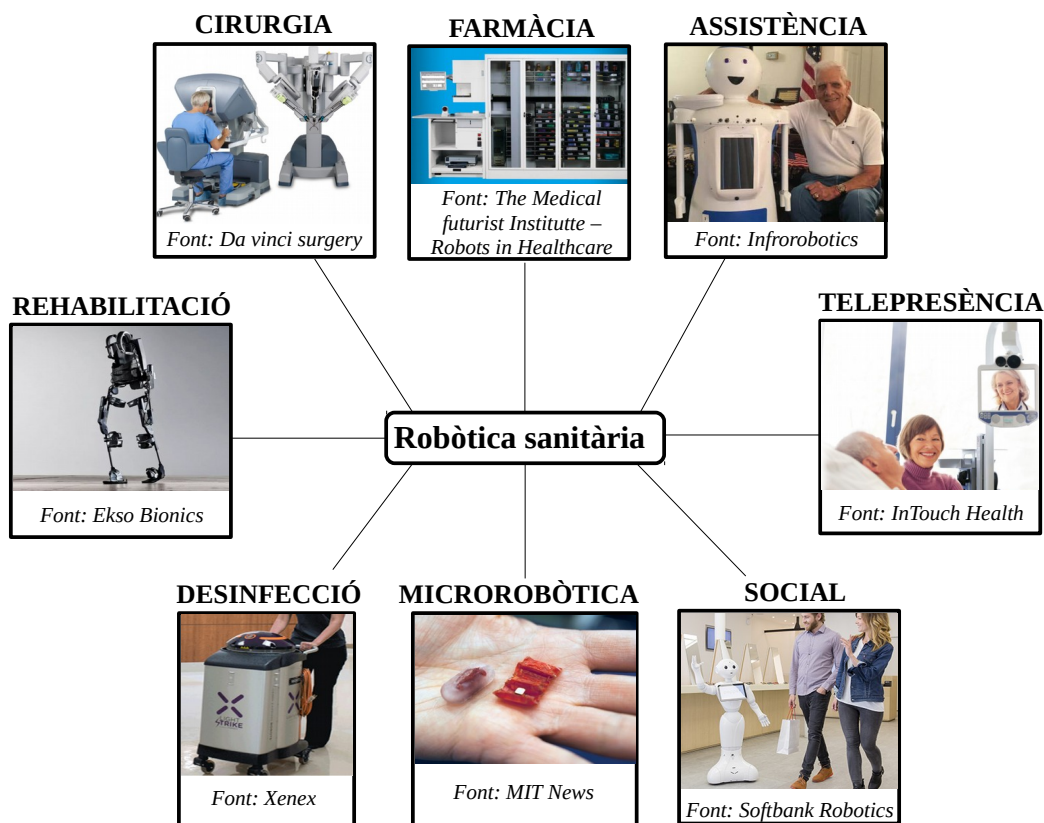 CIRURGIA
Font: Da vinci surgery
FARMÀCIA
Font: The Medical
futurist Institutte –
Robots in Healthcare
ASSISTÈNCIA
Font: Infrorobotics
REHABILITACIÓ
Font: Ekso Bionics
Robòtica sanitària
TELEPRESÈNCIA
Font: InTouch Health
DESINFECCIÓ
LIGHT
STRIKE
Font: Xenex
MICROROBÒTICA
Font: MIT News
SOCIAL
Font: Softbank Robotics